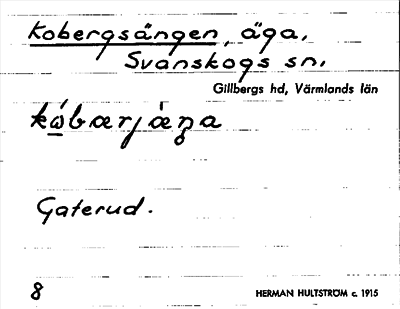 Kobergsängen, äga,
Svanskogs sn,
Gillbergs hd, Värmlands län
Gaterud.
8
HERMAN HULTSTRÖM c. 1915